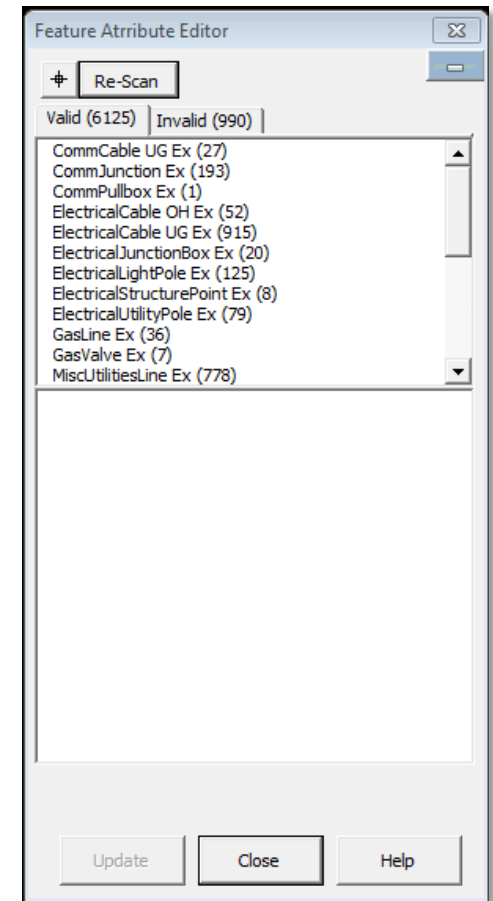 Feature Atrribute Editor
Re-Scan
Valid (6125) Invalid (990)
CommCable UG Ex (27)
CommJunction Ex (193)
CommPullbox Ex (1)
ElectricalCable OH Ex (52)
ElectricalCable UG Ex (915)
ElectricalJunctionBox Ex (20)
ElectricalLightPole Ex (125)
ElectricalStructurePoint Ex (8)
ElectricalUtilityPole Ex (79)
GasLine Ex (36)
GasValve Ex (7)
MiscUtilitiesLine Ex (778)
Update Close Help